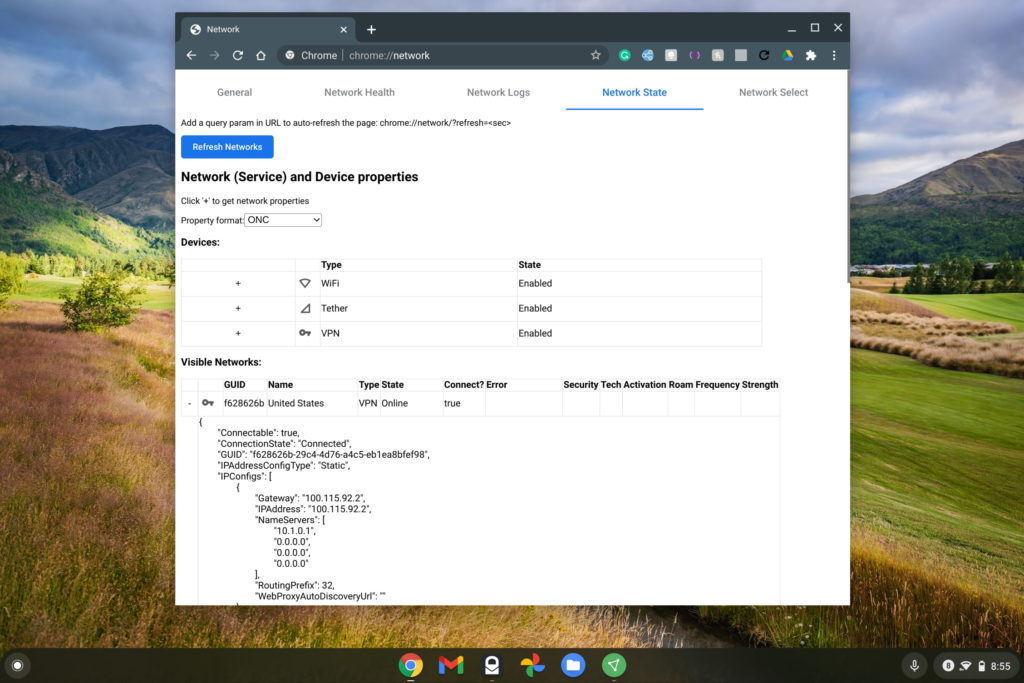 Network
Chrome | chrome://network
General Network Health Network Logs Network State Network Select
Add a query param in URL to auto-refresh the page: chrome://network/?refresh=<sec>
Refresh Networks
Network (Service) and Device properties
Click '+' to get network properties
Property format: ONC
Devices:
Type State
+ WiFi Enabled
+ Tether Enabled
+ VPN Enabled
Visible Networks:
GUID Name Type State Connect? Error Security Tech Activation Roam Frequency Strength
- f628626b United States VPN Online true
{
"Connectable": true,
"ConnectionState": "Connected",
"GUID": "f628626b-29c4-4d76-a4c5-eb1ea8bfef98",
"IPAddressConfigType": "Static",
"IPConfigs": [
{
"Gateway": "100.115.92.2",
"IPAddress": "100.115.92.2",
"NameServers": [
"10.1.0.1",
"0.0.0.0",
"0.0.0.0",
"0.0.0.0"
],
"RoutingPrefix": 32,
"WebProxyAutoDiscoveryUrl": ""
8 8:55